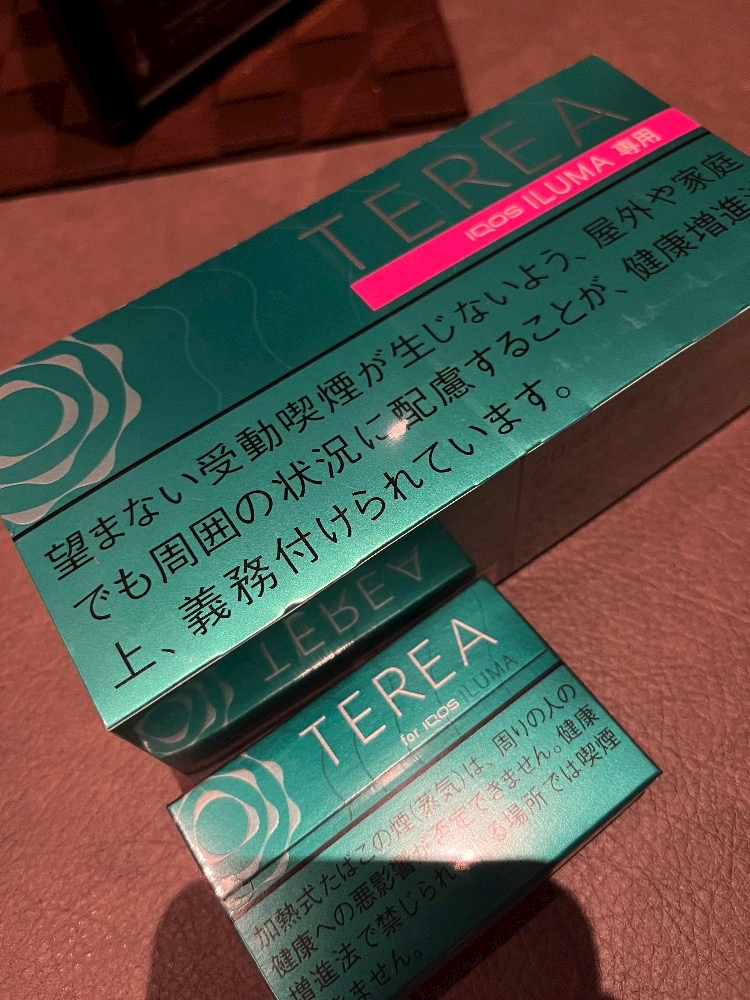 TEREA
IQOS ILUMA 専用
望まない受動喫煙が生じないよう、屋外や家庭
でも周囲の状況に配慮することが、健康増進
上、義務付けられています。
TEREA
TEREA
for IQOS ILUMA
加熱式たばこの煙(蒸気)は、周りの人の
健康への悪影響が否定できません。健康
増進法で禁じられ る場所では喫煙
きません。